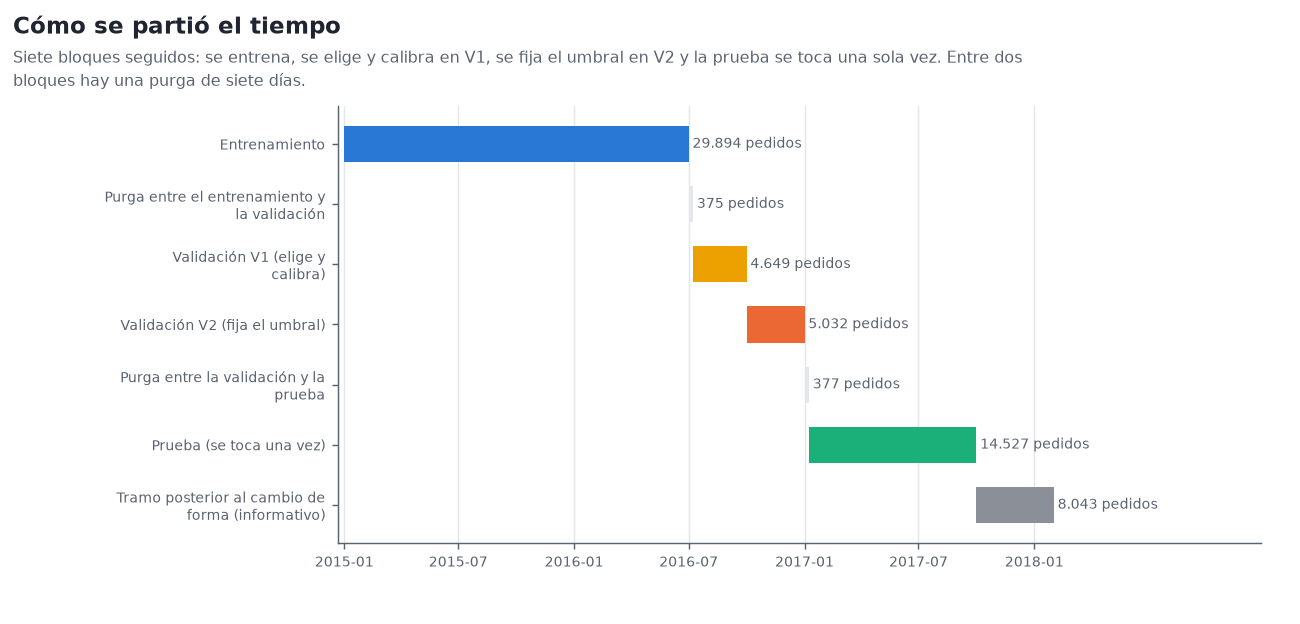 Cómo se partió el tiempo
Siete bloques seguidos: se entrena, se elige y calibra en V1, se fija el umbral en V2 y la prueba se toca una sola vez. Entre dos
bloques hay una purga de siete días.
Entrenamiento
29.894 pedidos
Purga entre el entrenamiento y
la validación
375 pedidos
Validación V1 (elige y
calibra)
4.649 pedidos
Validación V2 (fija el umbral)
5.032 pedidos
Purga entre la validación y la
prueba
377 pedidos
Prueba (se toca una vez)
14.527 pedidos
Tramo posterior al cambio de
forma (informativo)
8.043 pedidos
2015-01
2015-07
2016-01
2016-07
2017-01
2017-07
2018-01